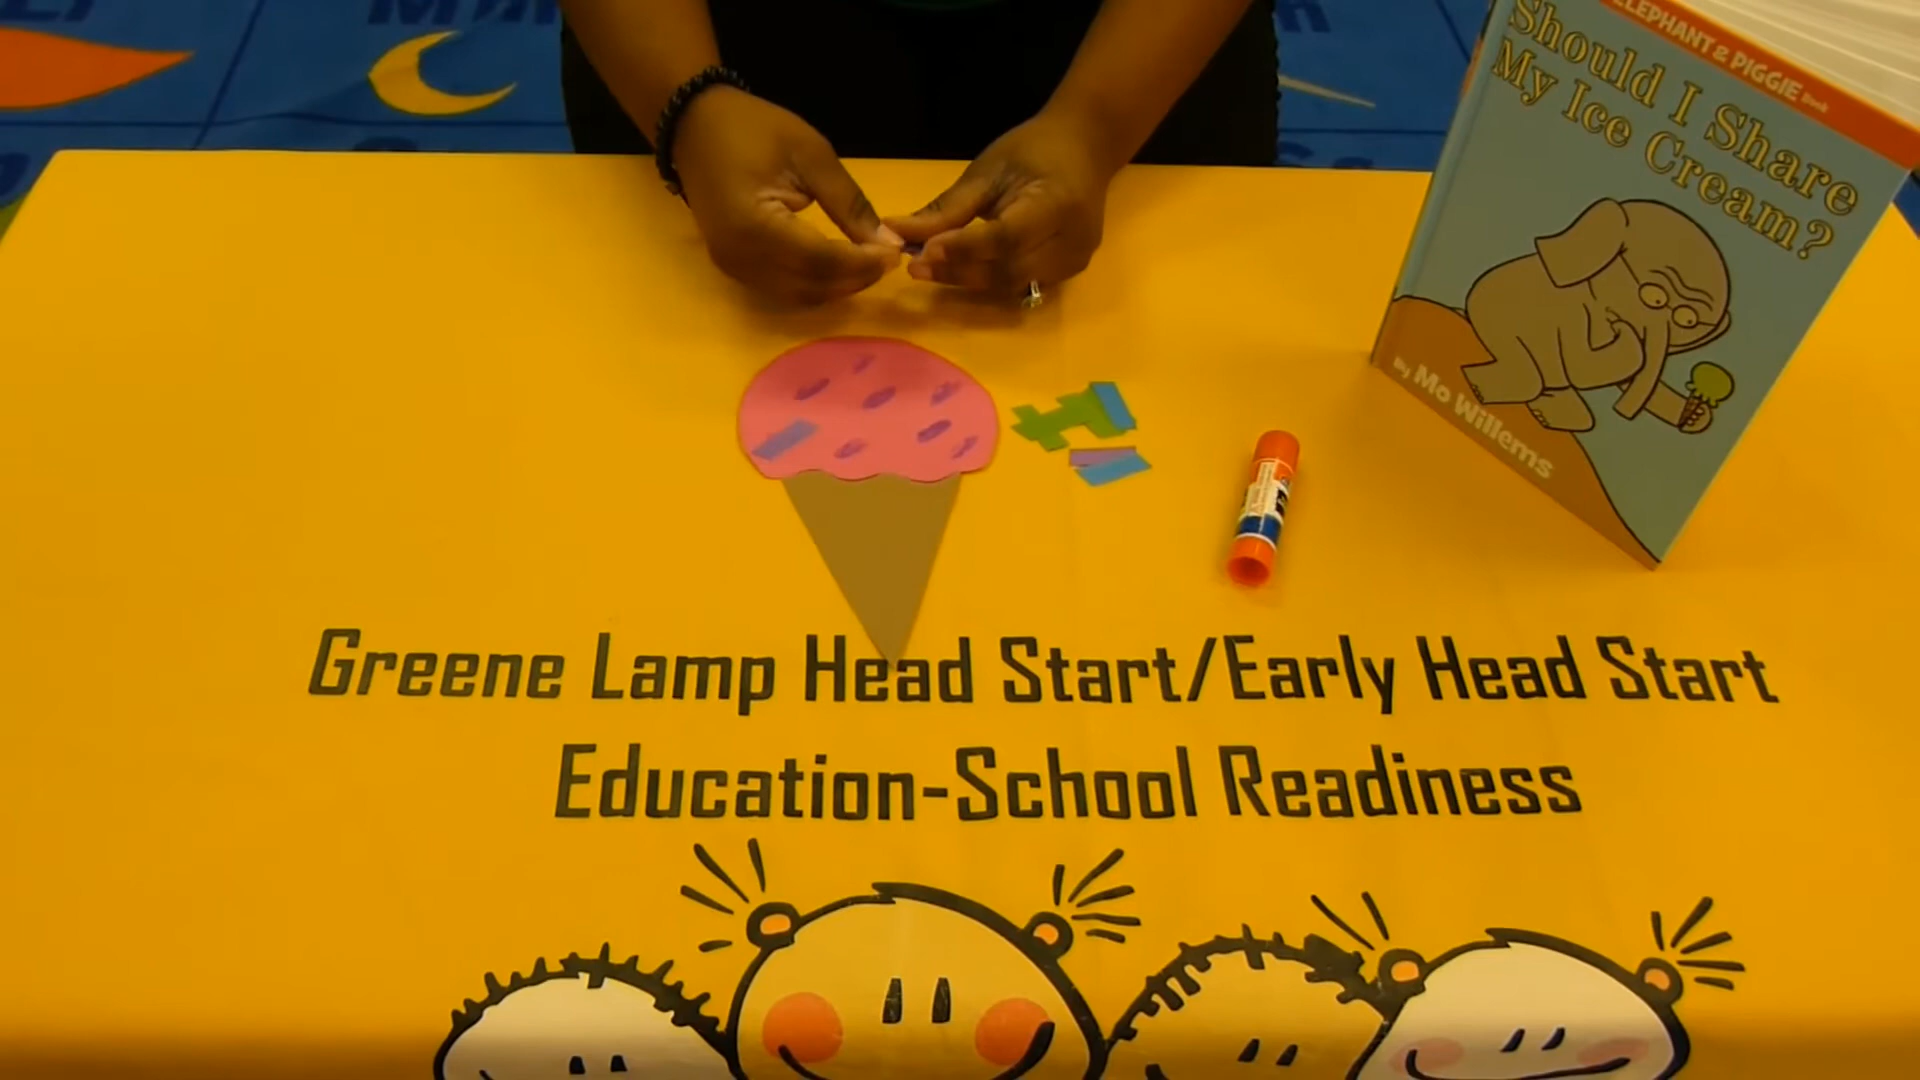 ELEPHANT & PIGGIE Book
Should I Share
My Ice Cream?
By Mo Willems
Greene Lamp Head Start/Early Head Start
Education-School Readiness